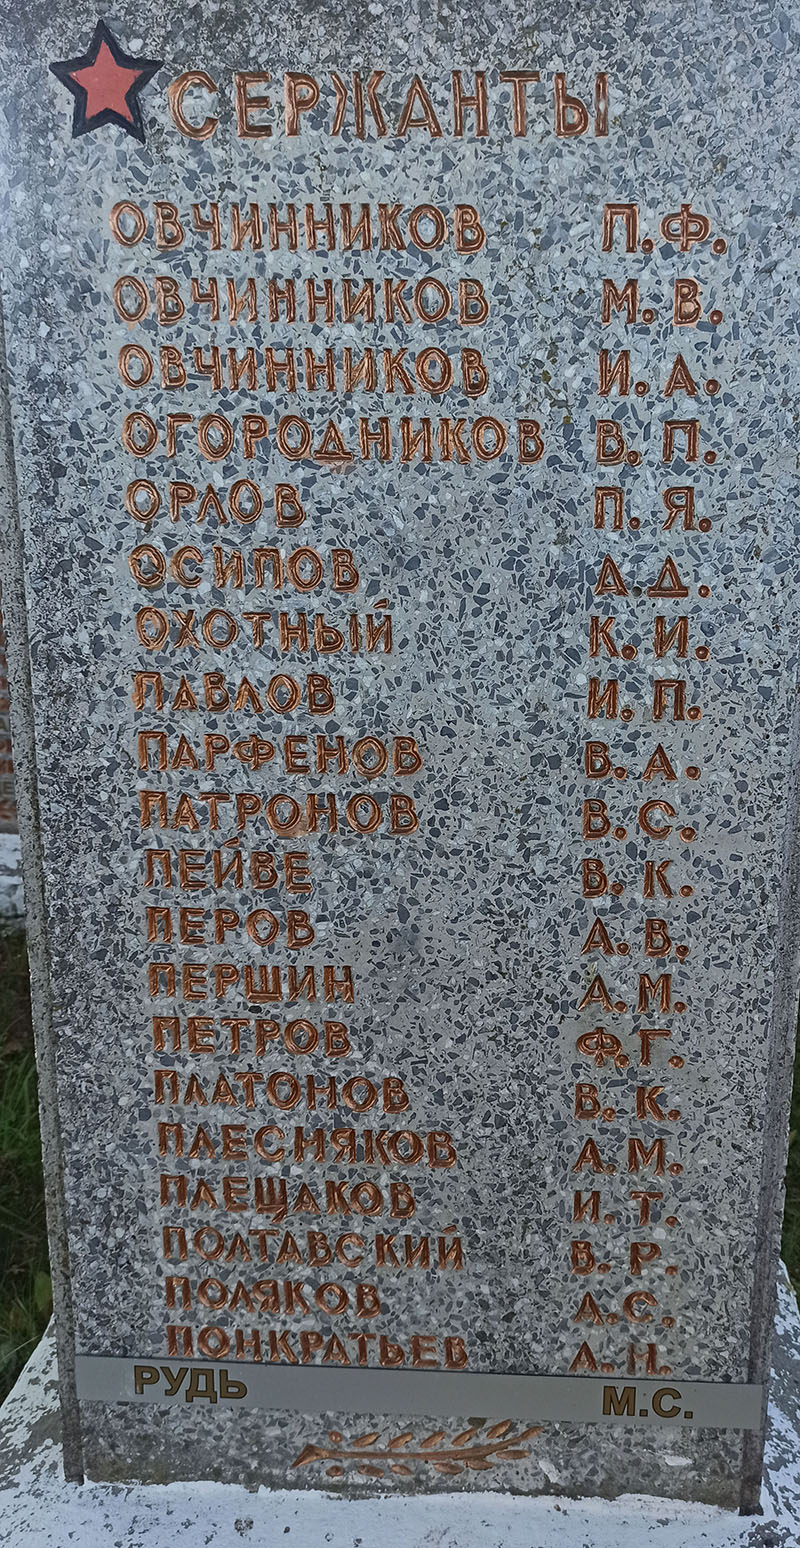 СЕРЖАНТЫ
ОВЧИННИКОВ П.Ф.
ОВЧИННИКОВ М.В.
ОВЧИННИКОВ И.А.
ОГОРОДНИКОВ В.П.
ОРЛОВ П.Я.
ОСИПОВ А.Д.
ОХОТНЫЙ К.И.
ПАВЛОВ И.П.
ПАРФЕНОВ В.А.
ПАТРОНОВ В.С.
ПЕЙВЕ В.К.
ПЕРОВ А.В.
ПЕРШИН А.М.
ПЕТРОВ Ф.Г.
ПЛАТОНОВ В.К.
ПЛЕСНЯКОВ А.М.
ПЛЕЩАКОВ И.Т.
ПОЛТАВСКИЙ В.Р.
ПОЛЯКОВ А.С.
ПОНКРАТЬЕВ А.Н.
РУДЬ М.С.